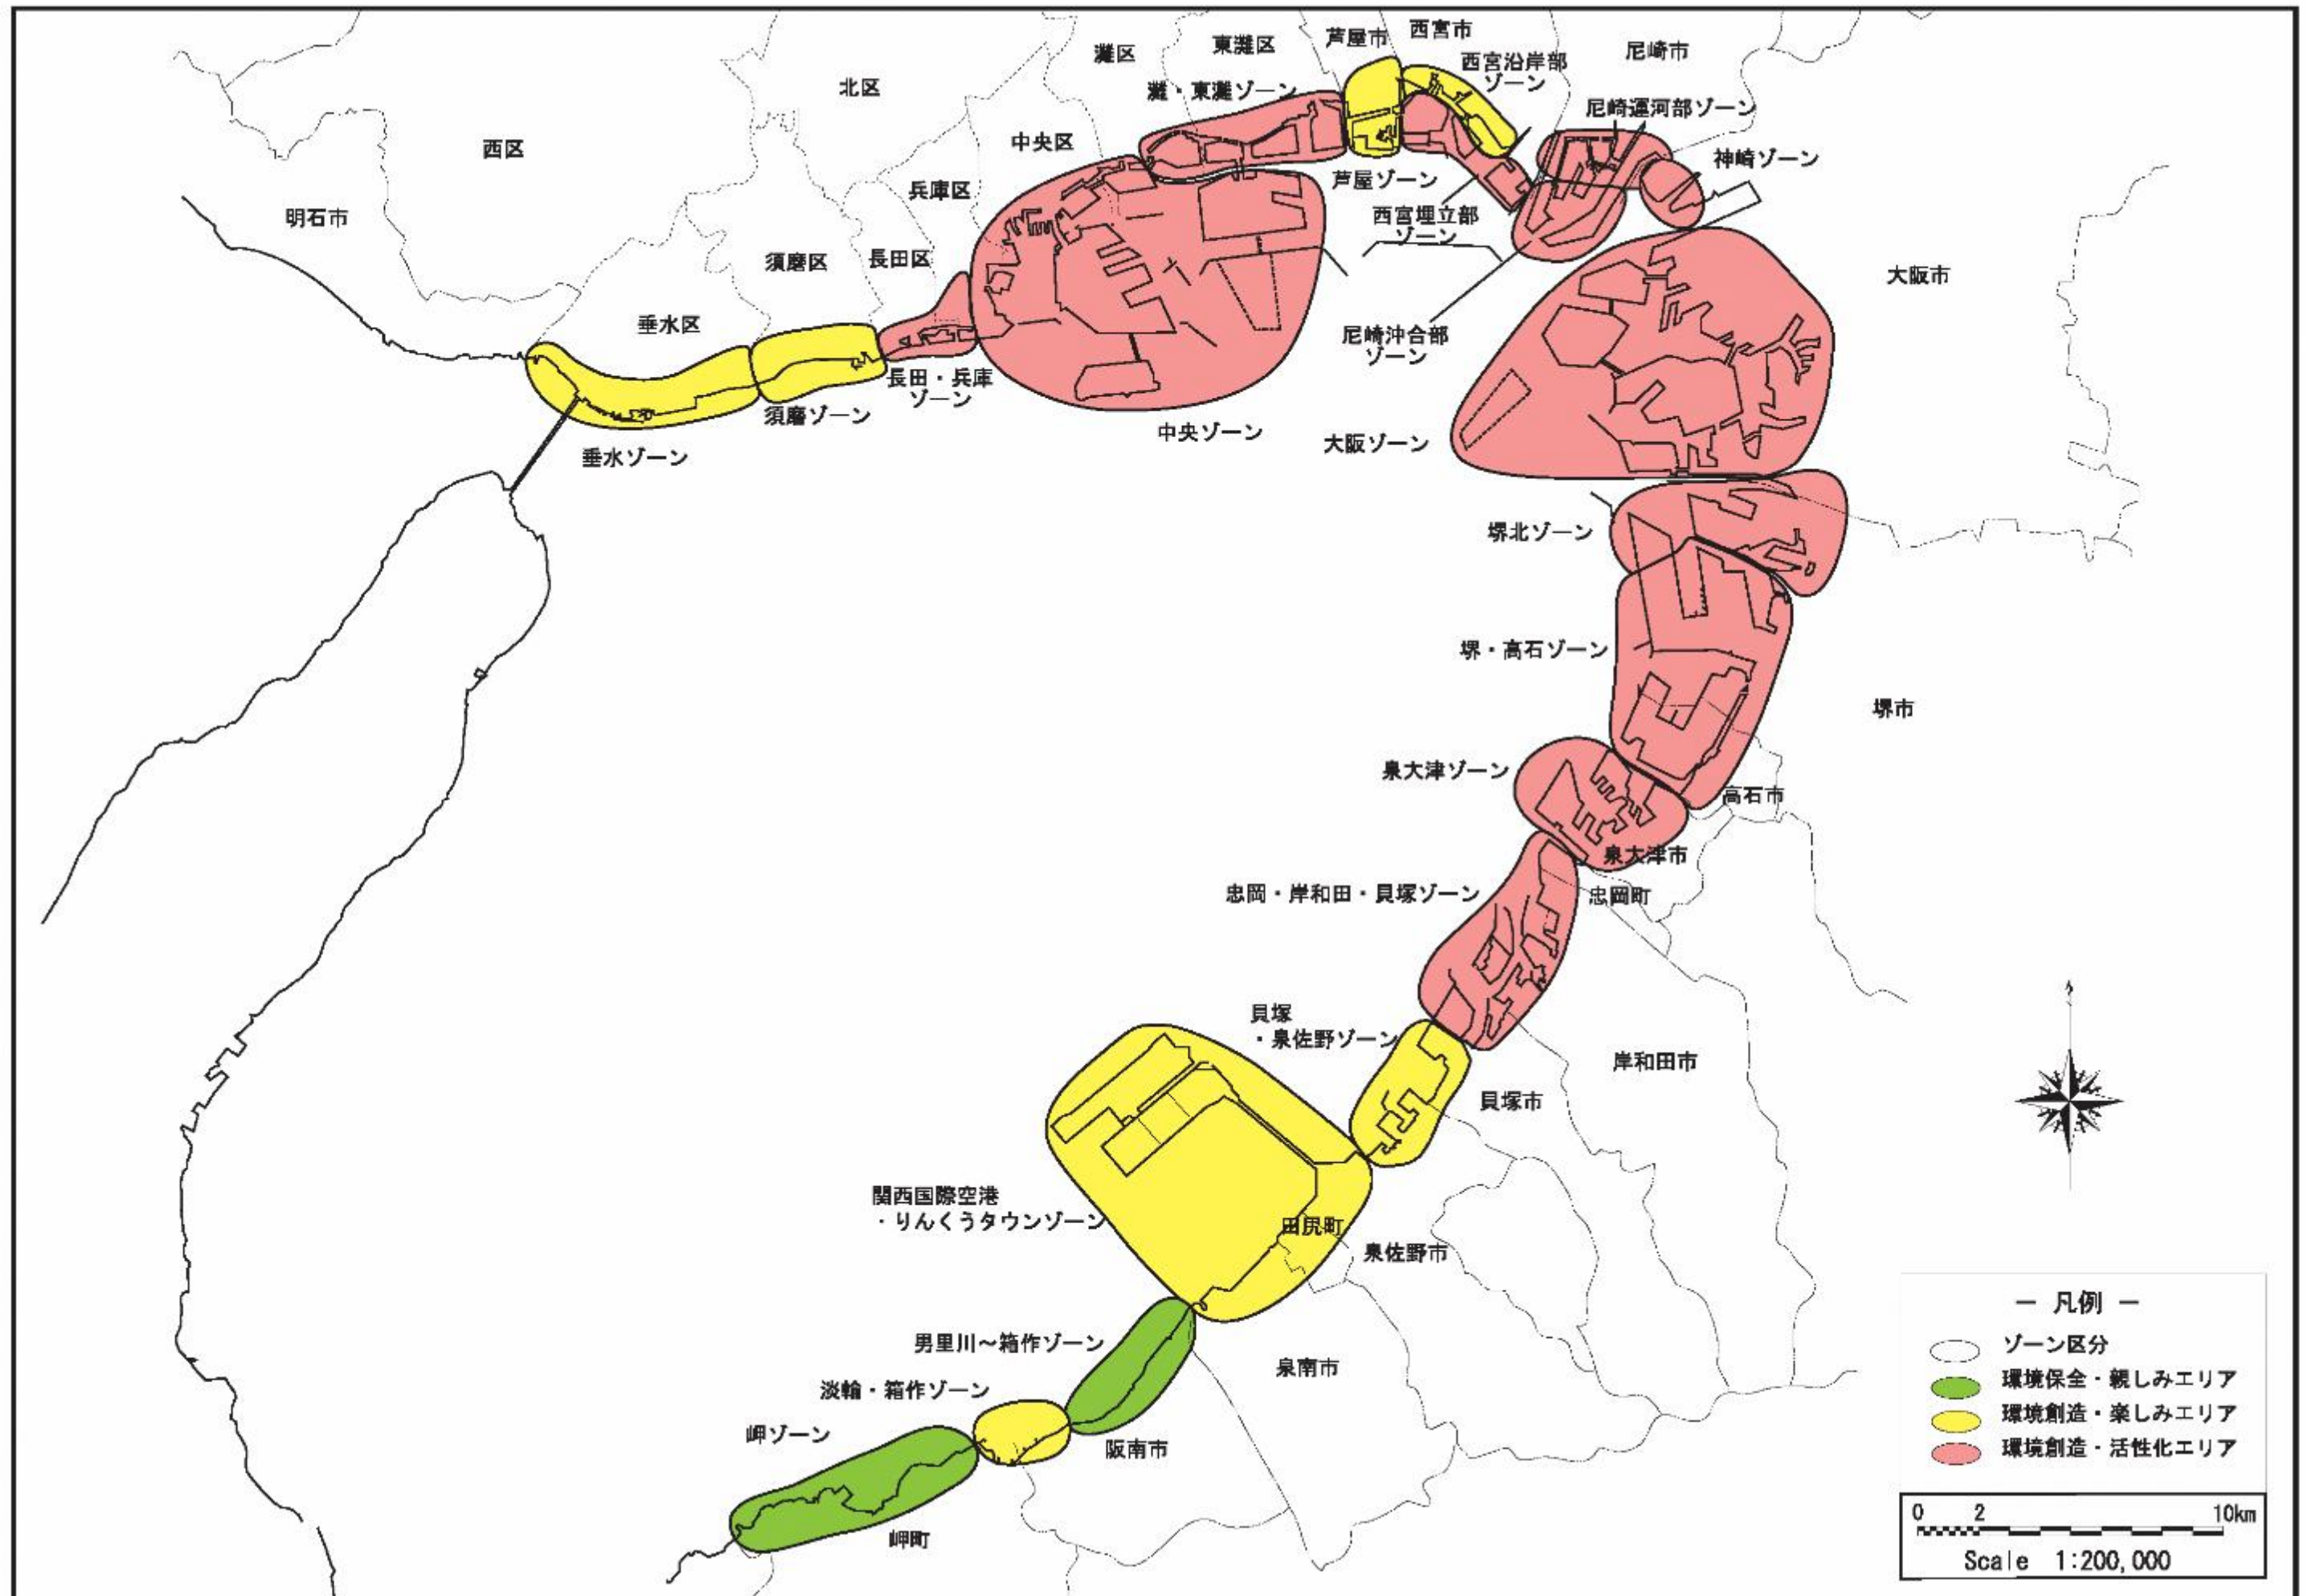 西宮市
芦屋市
東灘区
灘区
尼崎市
西宮沿岸部
ゾーン
北区
灘・東灘ゾーン
尼崎運河部ゾーン
中央区
西区
神崎ゾーン
芦屋ゾーン
兵庫区
明石市
西宮埋立部
ゾーン
須磨区
長田区
大阪市
垂水区
尼崎沖合部
ゾーン
長田・兵庫
ゾーン
須磨ゾーン
中央ゾーン
大阪ゾーン
垂水ゾーン
堺北ゾーン
堺・高石ゾーン
堺市
泉大津ゾーン
高石市
泉大津市
忠岡・岸和田・貝塚ゾーン
忠岡町
貝塚
・泉佐野ゾーン
岸和田市
貝塚市
関西国際空港
・りんくうタウンゾーン
田尻町
泉佐野市
男里川～箱作ゾーン
泉南市
淡輪・箱作ゾーン
岬ゾーン
阪南市
岬町
－ 凡例 －
ゾーン区分
環境保全・親しみエリア
環境創造・楽しみエリア
環境創造・活性化エリア
0 2 10km
Scale 1:200,000